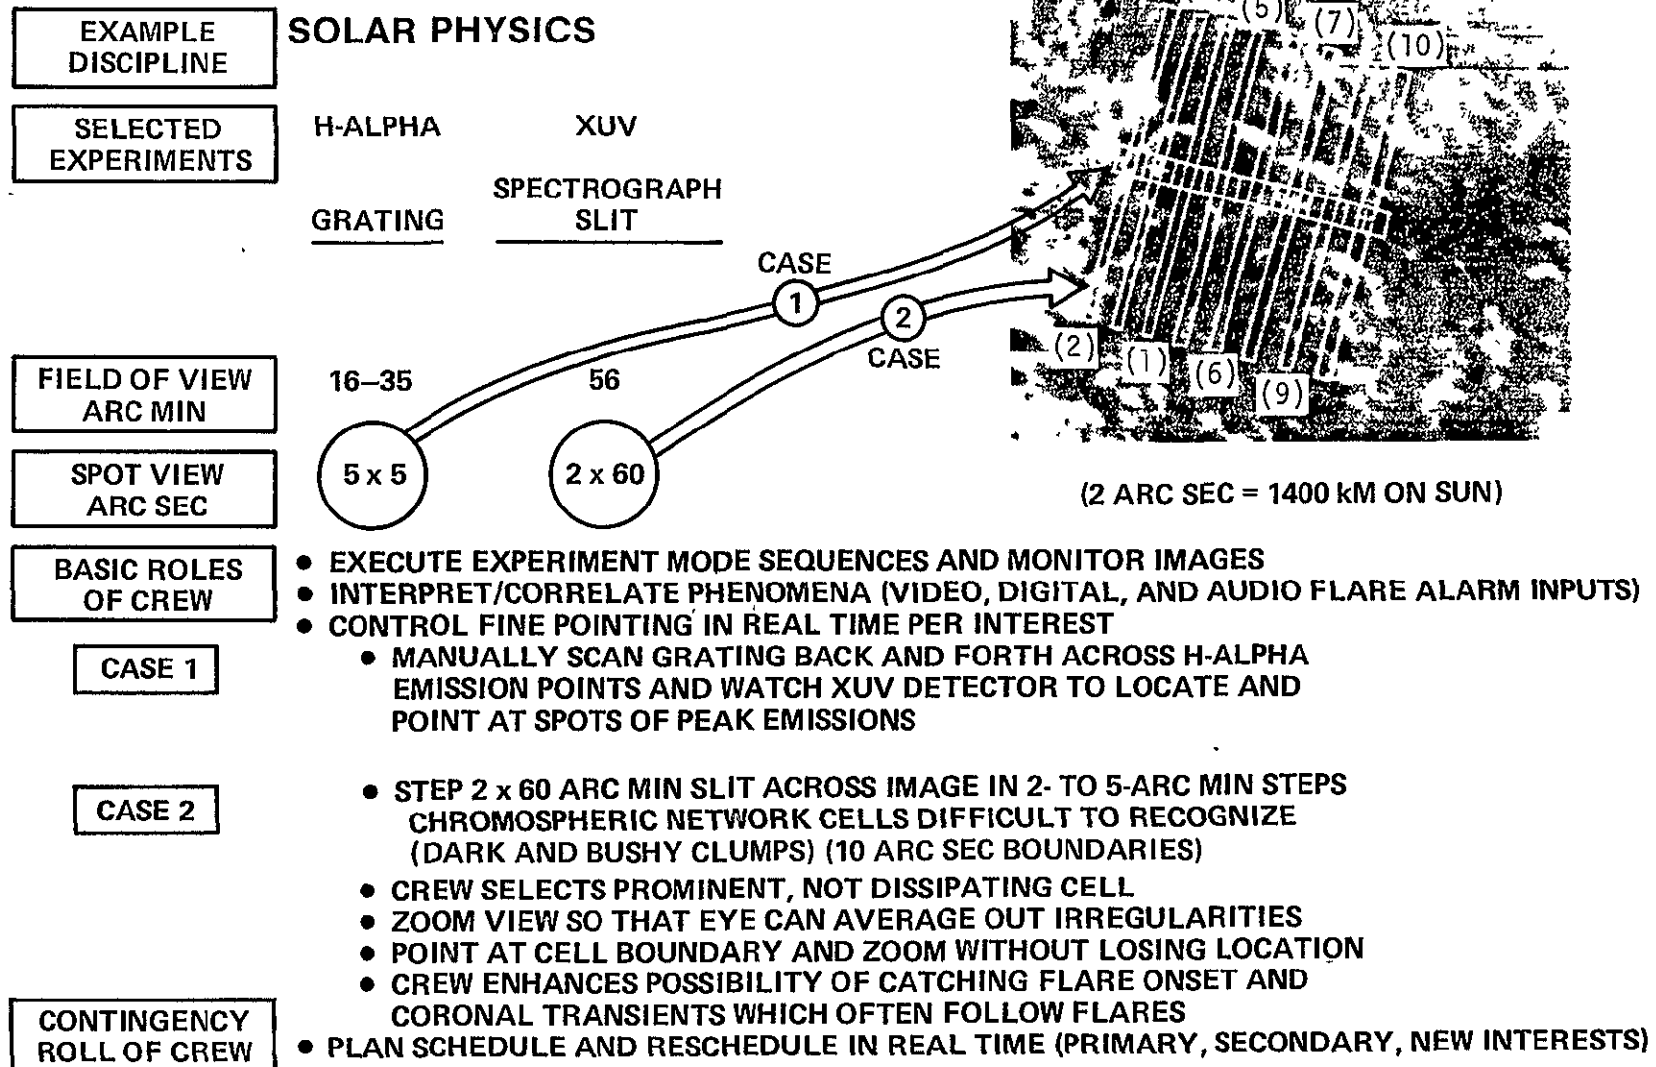 EXAMPLE
DISCIPLINE
SOLAR PHYSICS
SELECTED
EXPERIMENTS
H-ALPHA
XUV
GRATING
SPECTROGRAPH
SLIT
CASE
1
2
CASE
(5)
(7)
(10)
(2)
(1)
(6)
(9)
(2 ARC SEC = 1400 kM ON SUN)
FIELD OF VIEW
ARC MIN
16–35
56
SPOT VIEW
ARC SEC
5 x 5
2 x 60
BASIC ROLES
OF CREW
• EXECUTE EXPERIMENT MODE SEQUENCES AND MONITOR IMAGES
• INTERPRET/CORRELATE PHENOMENA (VIDEO, DIGITAL, AND AUDIO FLARE ALARM INPUTS)
• CONTROL FINE POINTING IN REAL TIME PER INTEREST
CASE 1
• MANUALLY SCAN GRATING BACK AND FORTH ACROSS H-ALPHA
EMISSION POINTS AND WATCH XUV DETECTOR TO LOCATE AND
POINT AT SPOTS OF PEAK EMISSIONS
CASE 2
• STEP 2 x 60 ARC MIN SLIT ACROSS IMAGE IN 2- TO 5-ARC MIN STEPS
CHROMOSPHERIC NETWORK CELLS DIFFICULT TO RECOGNIZE
(DARK AND BUSHY CLUMPS) (10 ARC SEC BOUNDARIES)
• CREW SELECTS PROMINENT, NOT DISSIPATING CELL
• ZOOM VIEW SO THAT EYE CAN AVERAGE OUT IRREGULARITIES
• POINT AT CELL BOUNDARY AND ZOOM WITHOUT LOSING LOCATION
• CREW ENHANCES POSSIBILITY OF CATCHING FLARE ONSET AND
CORONAL TRANSIENTS WHICH OFTEN FOLLOW FLARES
CONTINGENCY
ROLL OF CREW
• PLAN SCHEDULE AND RESCHEDULE IN REAL TIME (PRIMARY, SECONDARY, NEW INTERESTS)